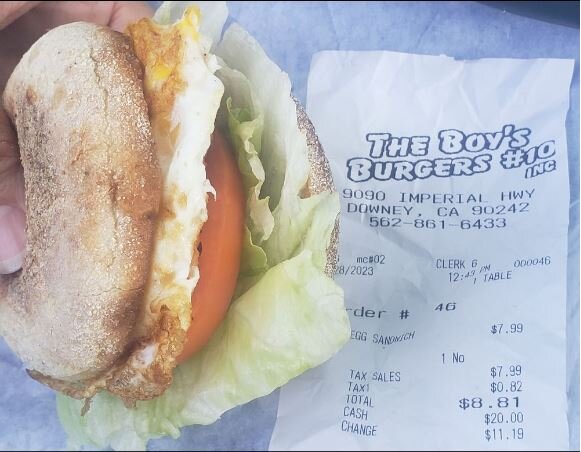 THE BOY'S
BURGERS #10
INC
9090 IMPERIAL HWY
DOWNEY, CA 90242
562-861-6433
mc#02 CLERK 6 000046
28/2023 12:43 PM
1 TABLE
rder # 46
EGG SANDWICH $7.99
1 No
TAX SALES $7.99
TAX1 $0.82
TOTAL $8.81
CASH $20.00
CHANGE $11.19